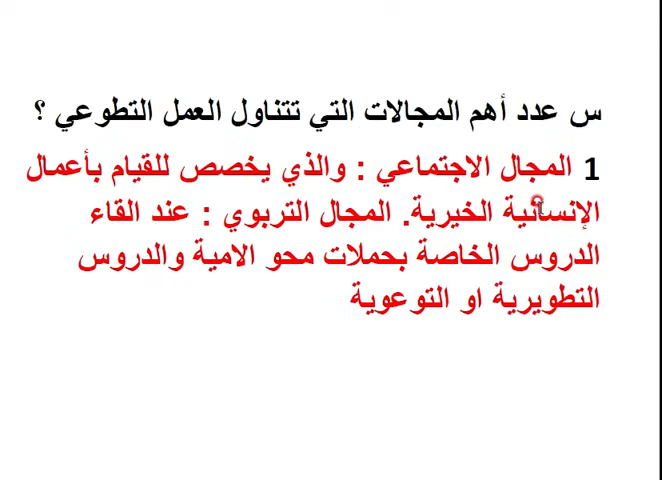 س عدد أهم المجالات التي تتناول العمل التطوعي ؟
1 المجال الاجتماعي : والذي يخصص للقيام بأعمال
الإنسانية الخيرية. المجال التربوي : عند القاء
الدروس الخاصة بحملات محو الامية والدروس
التطويرية او التوعوية